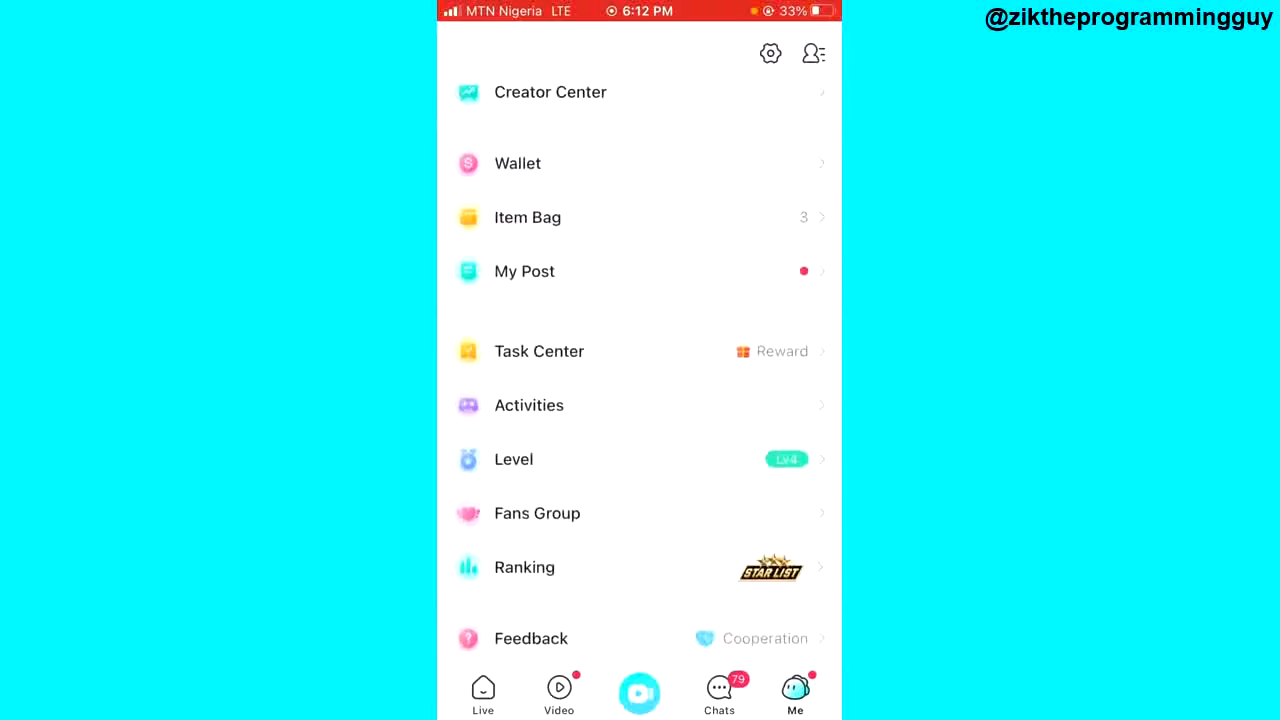 @ziktheprogrammingguy
MTN Nigeria LTE 6:12 PM 33%
Creator Center
Wallet
Item Bag 3
My Post
Task Center Reward
Activities
Level Lv4
Fans Group
Ranking STAR LIST
Feedback Cooperation
79
Live Video Chats Me